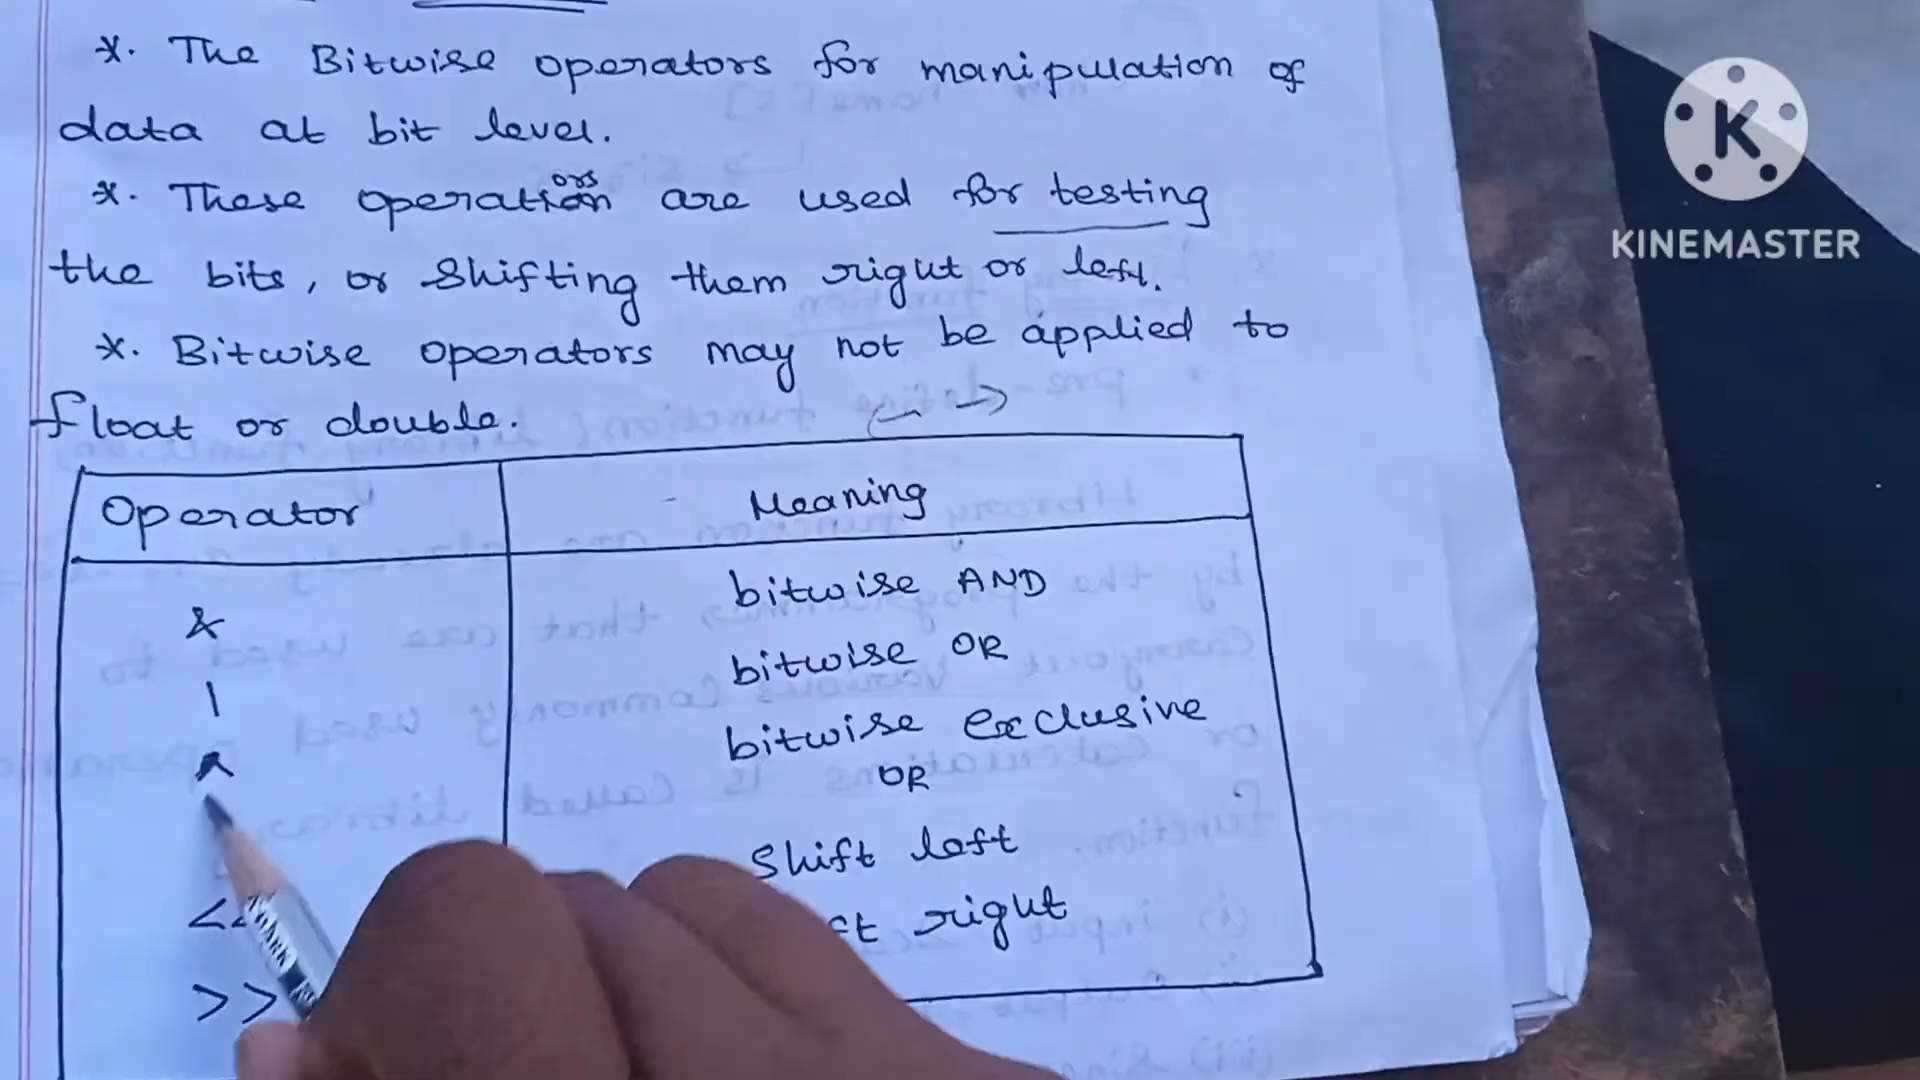 *. The Bitwise operators for manipulation of
data at bit level.
*. These operators are used for testing
the bits, or shifting them right or left.
*. Bitwise operators may not be applied to
float or double.
Operator Meaning
& bitwise AND
| bitwise OR
^ bitwise exclusive
OR
<< shift left
>> right
K
KINEMASTER